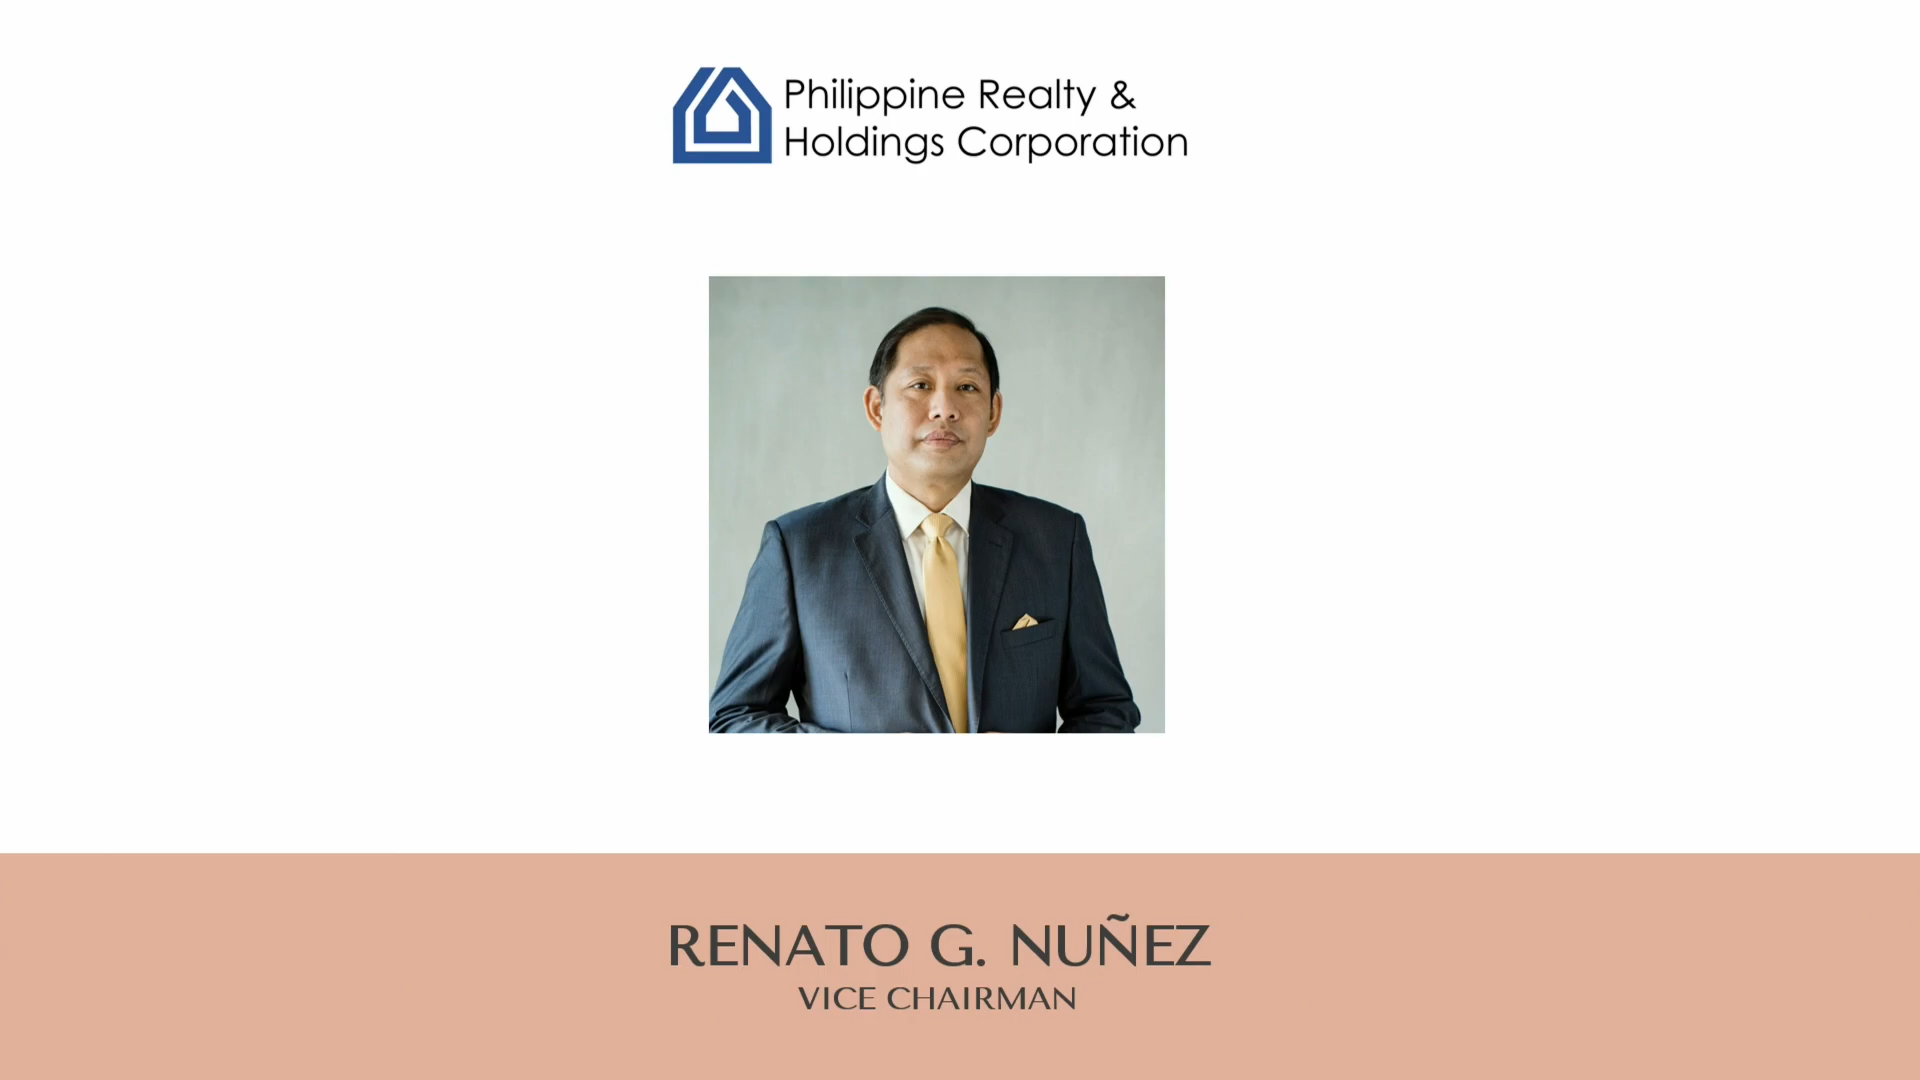 Philippine Realty &
Holdings Corporation
RENATO G. NUÑEZ
VICE CHAIRMAN